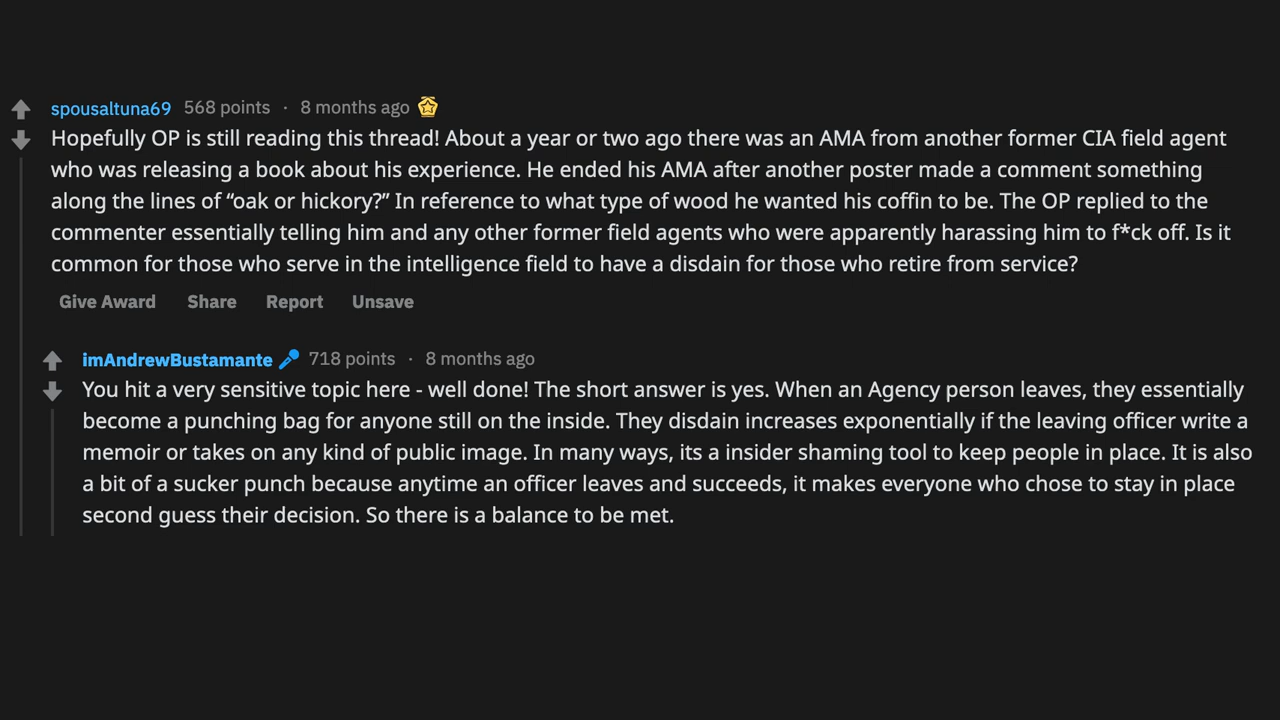 spousaltuna69 568 points · 8 months ago
Hopefully OP is still reading this thread! About a year or two ago there was an AMA from another former CIA field agent
who was releasing a book about his experience. He ended his AMA after another poster made a comment something
along the lines of “oak or hickory?” In reference to what type of wood he wanted his coffin to be. The OP replied to the
commenter essentially telling him and any other former field agents who were apparently harassing him to f*ck off. Is it
common for those who serve in the intelligence field to have a disdain for those who retire from service?
Give Award Share Report Unsave
imAndrewBustamante 718 points · 8 months ago
You hit a very sensitive topic here - well done! The short answer is yes. When an Agency person leaves, they essentially
become a punching bag for anyone still on the inside. They disdain increases exponentially if the leaving officer write a
memoir or takes on any kind of public image. In many ways, its a insider shaming tool to keep people in place. It is also
a bit of a sucker punch because anytime an officer leaves and succeeds, it makes everyone who chose to stay in place
second guess their decision. So there is a balance to be met.